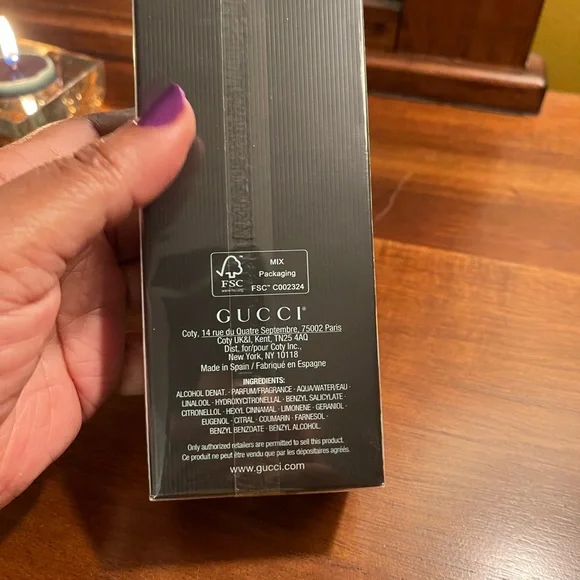 MIX
Packaging
FSC™ C002324
FSC
GUCCI®
Coty, 14 rue du Quatre Septembre, 75002 Paris
Coty UK&I, Kent, TN25 4AQ
Dist. for/pour Coty Inc.,
New York, NY 10118
Made in Spain / Fabriqué en Espagne
INGREDIENTS:
ALCOHOL DENAT. · PARFUM/FRAGRANCE · AQUA/WATER/EAU ·
LINALOOL · HYDROXYCITRONELLAL · BENZYL SALICYLATE ·
CITRONELLOL · HEXYL CINNAMAL · LIMONENE · GERANIOL ·
EUGENOL · CITRAL · COUMARIN · FARNESOL ·
BENZYL BENZOATE · BENZYL ALCOHOL.
Only authorized retailers are permitted to sell this product.
Ce produit ne peut être vendu que par les dépositaires agréés.
www.gucci.com